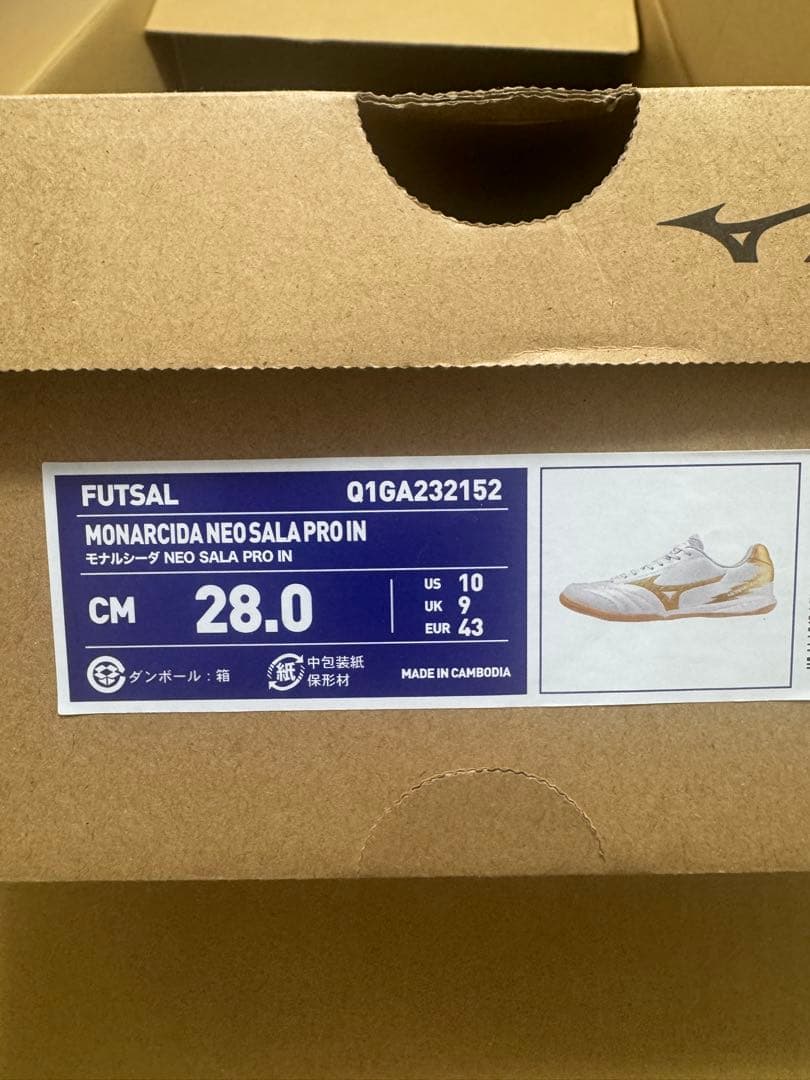 FUTSAL Q1GA232152
MONARCIDA NEO SALA PRO IN
モナルシーダ NEO SALA PRO IN
CM 28.0
US 10
UK 9
EUR 43
ダンボール：箱
紙 中包装紙
保形材
MADE IN CAMBODIA